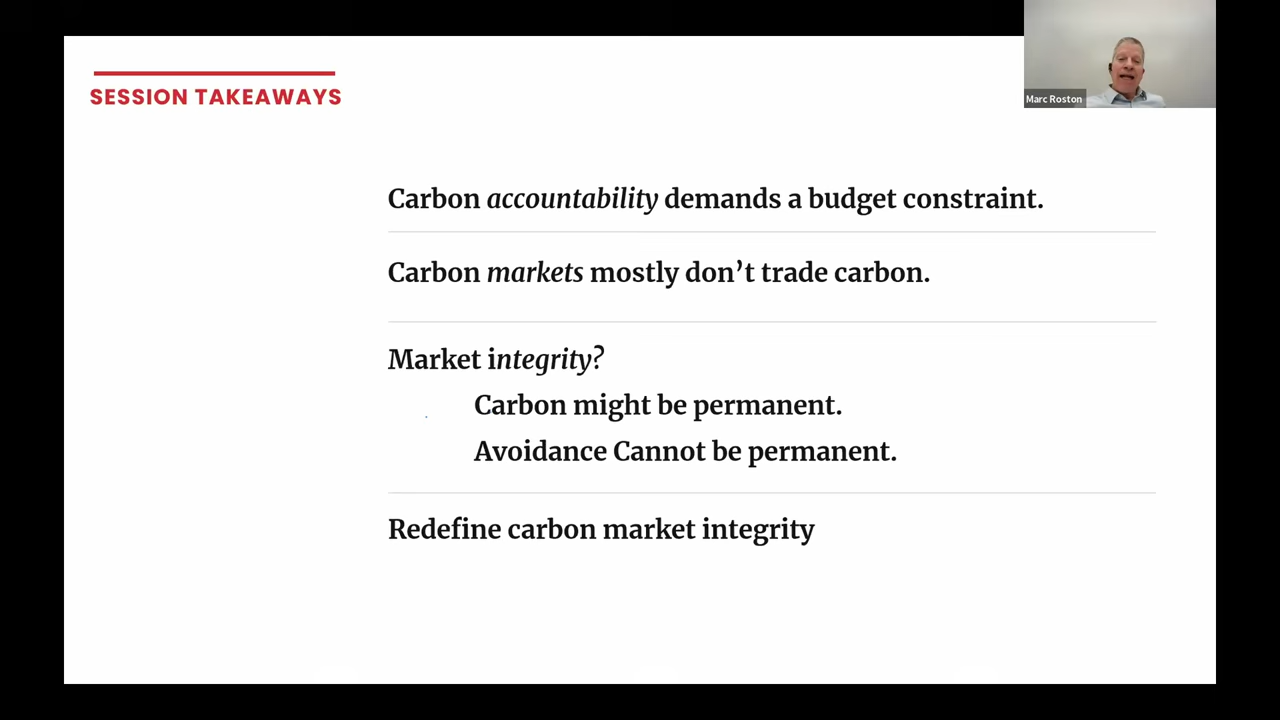 SESSION TAKEAWAYS
Marc Roston
Carbon accountability demands a budget constraint.
Carbon markets mostly don’t trade carbon.
Market integrity?
Carbon might be permanent.
Avoidance Cannot be permanent.
Redefine carbon market integrity